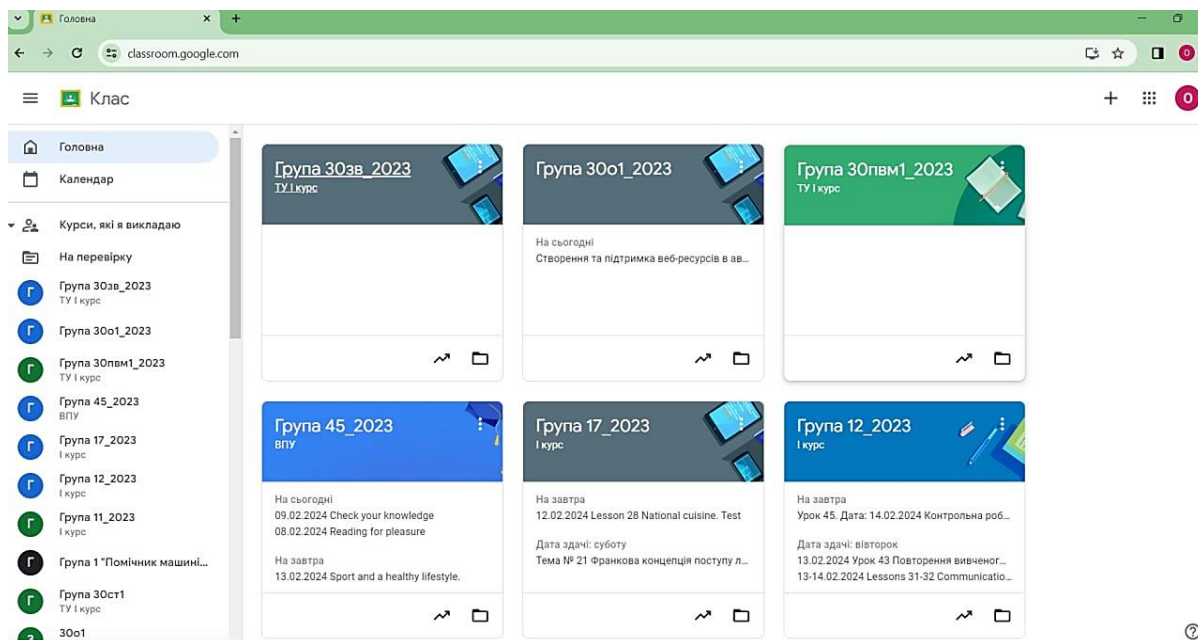 Головна
classroom.google.com
O
Клас
O
Головна
Календар
Курси, які я викладаю
На перевірку
Г
Група 30зв_2023
ТУ І курс
Г
Група 30о1_2023
Г
Група 30пвм1_2023
ТУ І курс
Г
Група 45_2023
ВПУ
Г
Група 17_2023
І курс
Г
Група 12_2023
І курс
Г
Група 11_2023
І курс
Г
Група 1 "Помічник машині...
Г
Група 30ст1
ТУ І курс
3
30о1
Група 30зв_2023
ТУ І курс
Група 30о1_2023
На сьогодні
Створення та підтримка веб-ресурсів в ав...
Група 30пвм1_2023
ТУ І курс
Група 45_2023
ВПУ
На сьогодні
09.02.2024 Check your knowledge
08.02.2024 Reading for pleasure
На завтра
13.02.2024 Sport and a healthy lifestyle.
Група 17_2023
І курс
На завтра
12.02.2024 Lesson 28 National cuisine. Test
Дата здачі: суботу
Тема № 21 Франкова концепція поступу л...
Група 12_2023
І курс
На завтра
Урок 45. Дата: 14.02.2024 Контрольна роб...
Дата здачі: вівторок
13.02.2024 Урок 43 Повторення вивченог...
13-14.02.2024 Lessons 31-32 Communicatio...